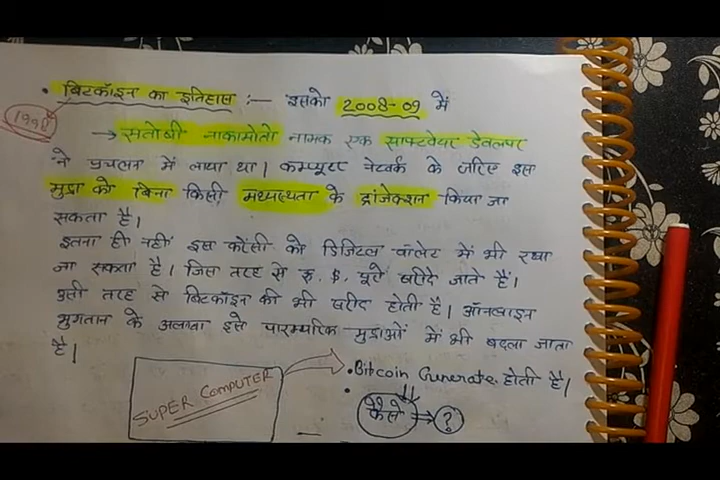 • बिटकॉइन का इतिहास :— इसको 2008-09 में
1998
→ सतोषी नाकामोतो नामक एक साफ्टवेयर डेवलपर
ने प्रचलन में लाया था। कम्प्यूटर नेटवर्क के जरिए इस
मुद्रा को बिना किसी मध्यस्थता के ट्रांजेक्शन किया जा
सकता है।
इतना ही नहीं इस करेंसी को डिजिटल वॉलेट में भी रखा
जा सकता है। जिस तरह से रु. $. यूरो खरीदे जाते हैं।
उसी तरह से बिटकॉइन की भी खरीद होती है। ऑनलाइन
भुगतान के अलावा इसे पारम्परिक मुद्राओं में भी बदला जाता
है।
SUPER COMPUTER
• Bitcoin Generate होती है।
• कैसे → ?